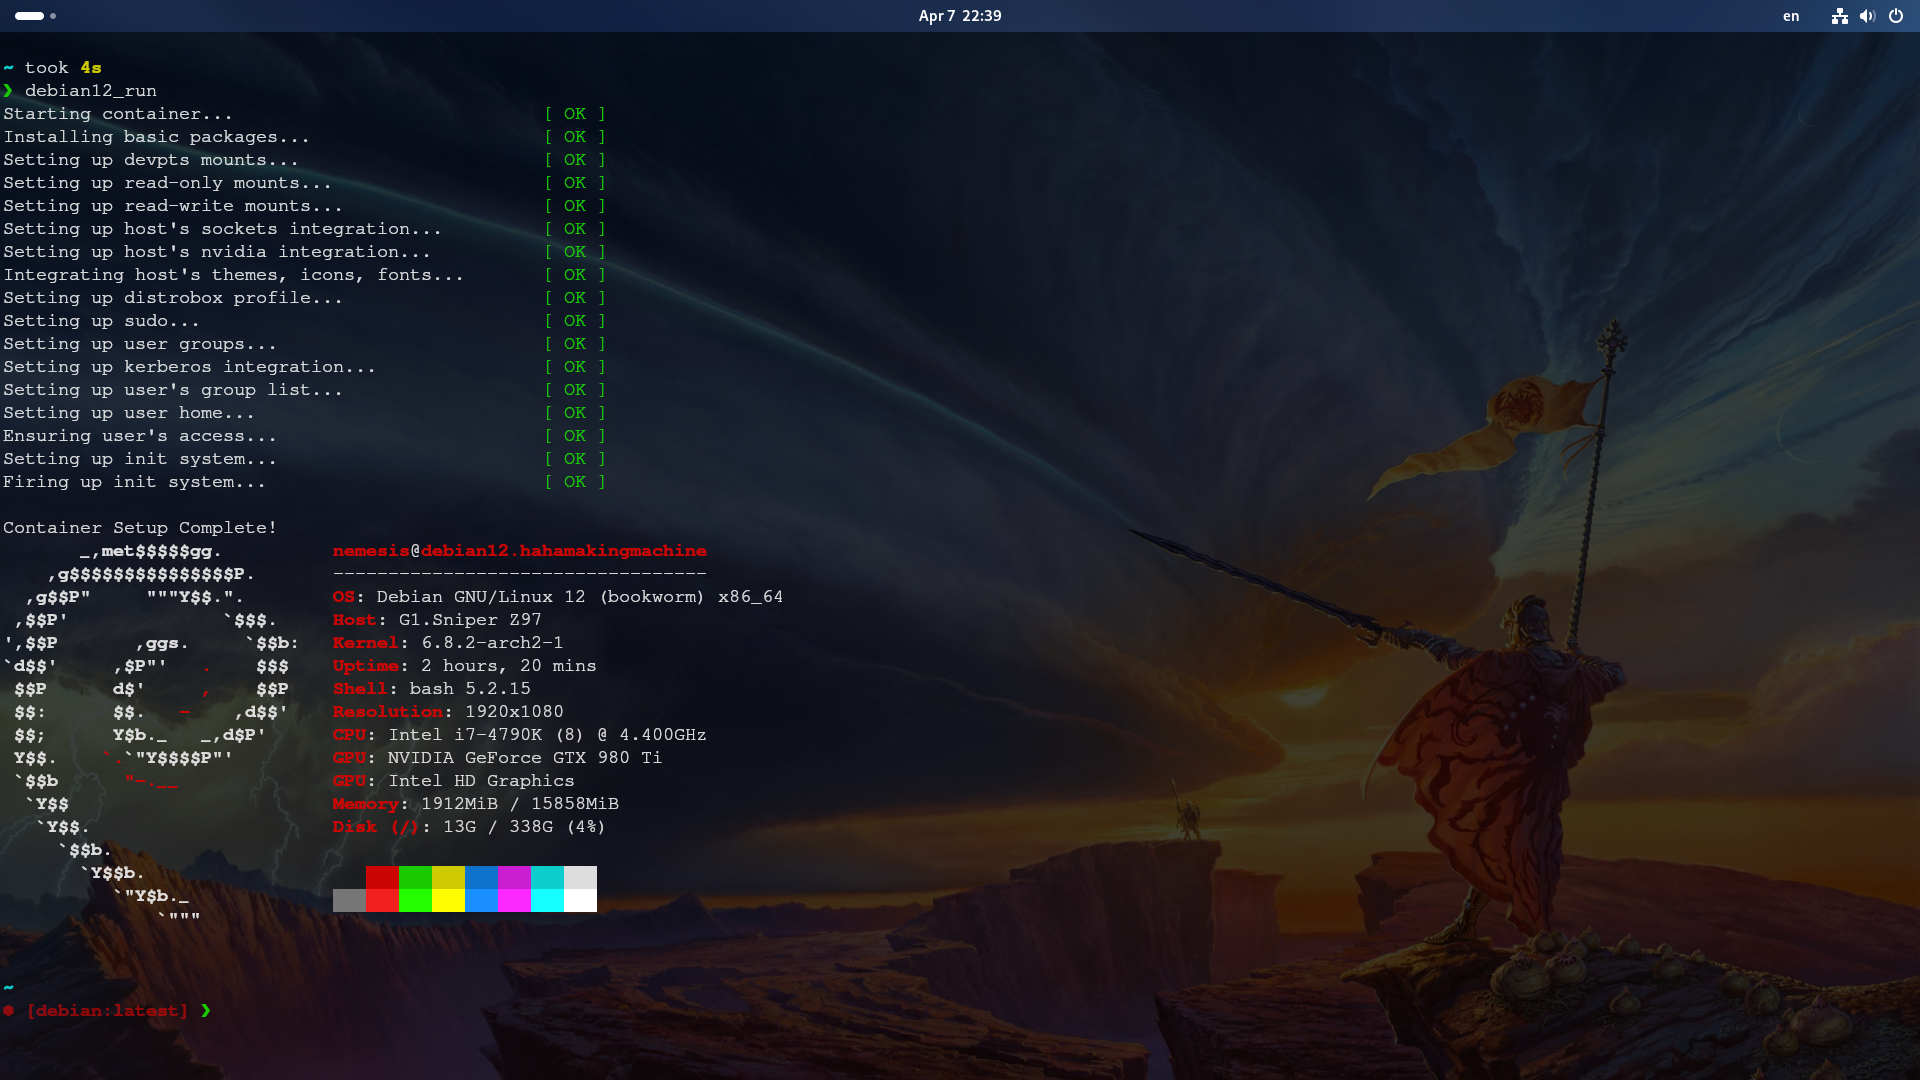 Apr 7 22:39
en
~ took 4s
❯ debian12_run
Starting container... [ OK ]
Installing basic packages... [ OK ]
Setting up devpts mounts... [ OK ]
Setting up read-only mounts... [ OK ]
Setting up read-write mounts... [ OK ]
Setting up host's sockets integration... [ OK ]
Setting up host's nvidia integration... [ OK ]
Integrating host's themes, icons, fonts... [ OK ]
Setting up distrobox profile... [ OK ]
Setting up sudo... [ OK ]
Setting up user groups... [ OK ]
Setting up kerberos integration... [ OK ]
Setting up user's group list... [ OK ]
Setting up user home... [ OK ]
Ensuring user's access... [ OK ]
Setting up init system... [ OK ]
Firing up init system... [ OK ]
Container Setup Complete!
       _,met$$$$$gg.          nemesis@debian12.hahamakingmachine
    ,g$$$$$$$$$$$$$$$P.       ----------------------------------
  ,g$$P"     """Y$$.".        OS: Debian GNU/Linux 12 (bookworm) x86_64
 ,$$P'              `$$$.     Host: G1.Sniper Z97
',$$P       ,ggs.     `$$b:   Kernel: 6.8.2-arch2-1
`d$$'     ,$P"'   .    $$$    Uptime: 2 hours, 20 mins
 $$P      d$'     ,    $$P    Shell: bash 5.2.15
 $$:      $$.   -    ,d$$'    Resolution: 1920x1080
 $$;      Y$b._   _,d$P'      CPU: Intel i7-4790K (8) @ 4.400GHz
 Y$$.    `.`"Y$$$$P"'         GPU: NVIDIA GeForce GTX 980 Ti
 `$$b      "-.__              GPU: Intel HD Graphics
  `Y$$                        Memory: 1912MiB / 15858MiB
   `Y$$.                      Disk (/): 13G / 338G (4%)
     `$$b.
       `Y$$b.
          `"Y$b._
              `"""
~
[debian:latest] ❯